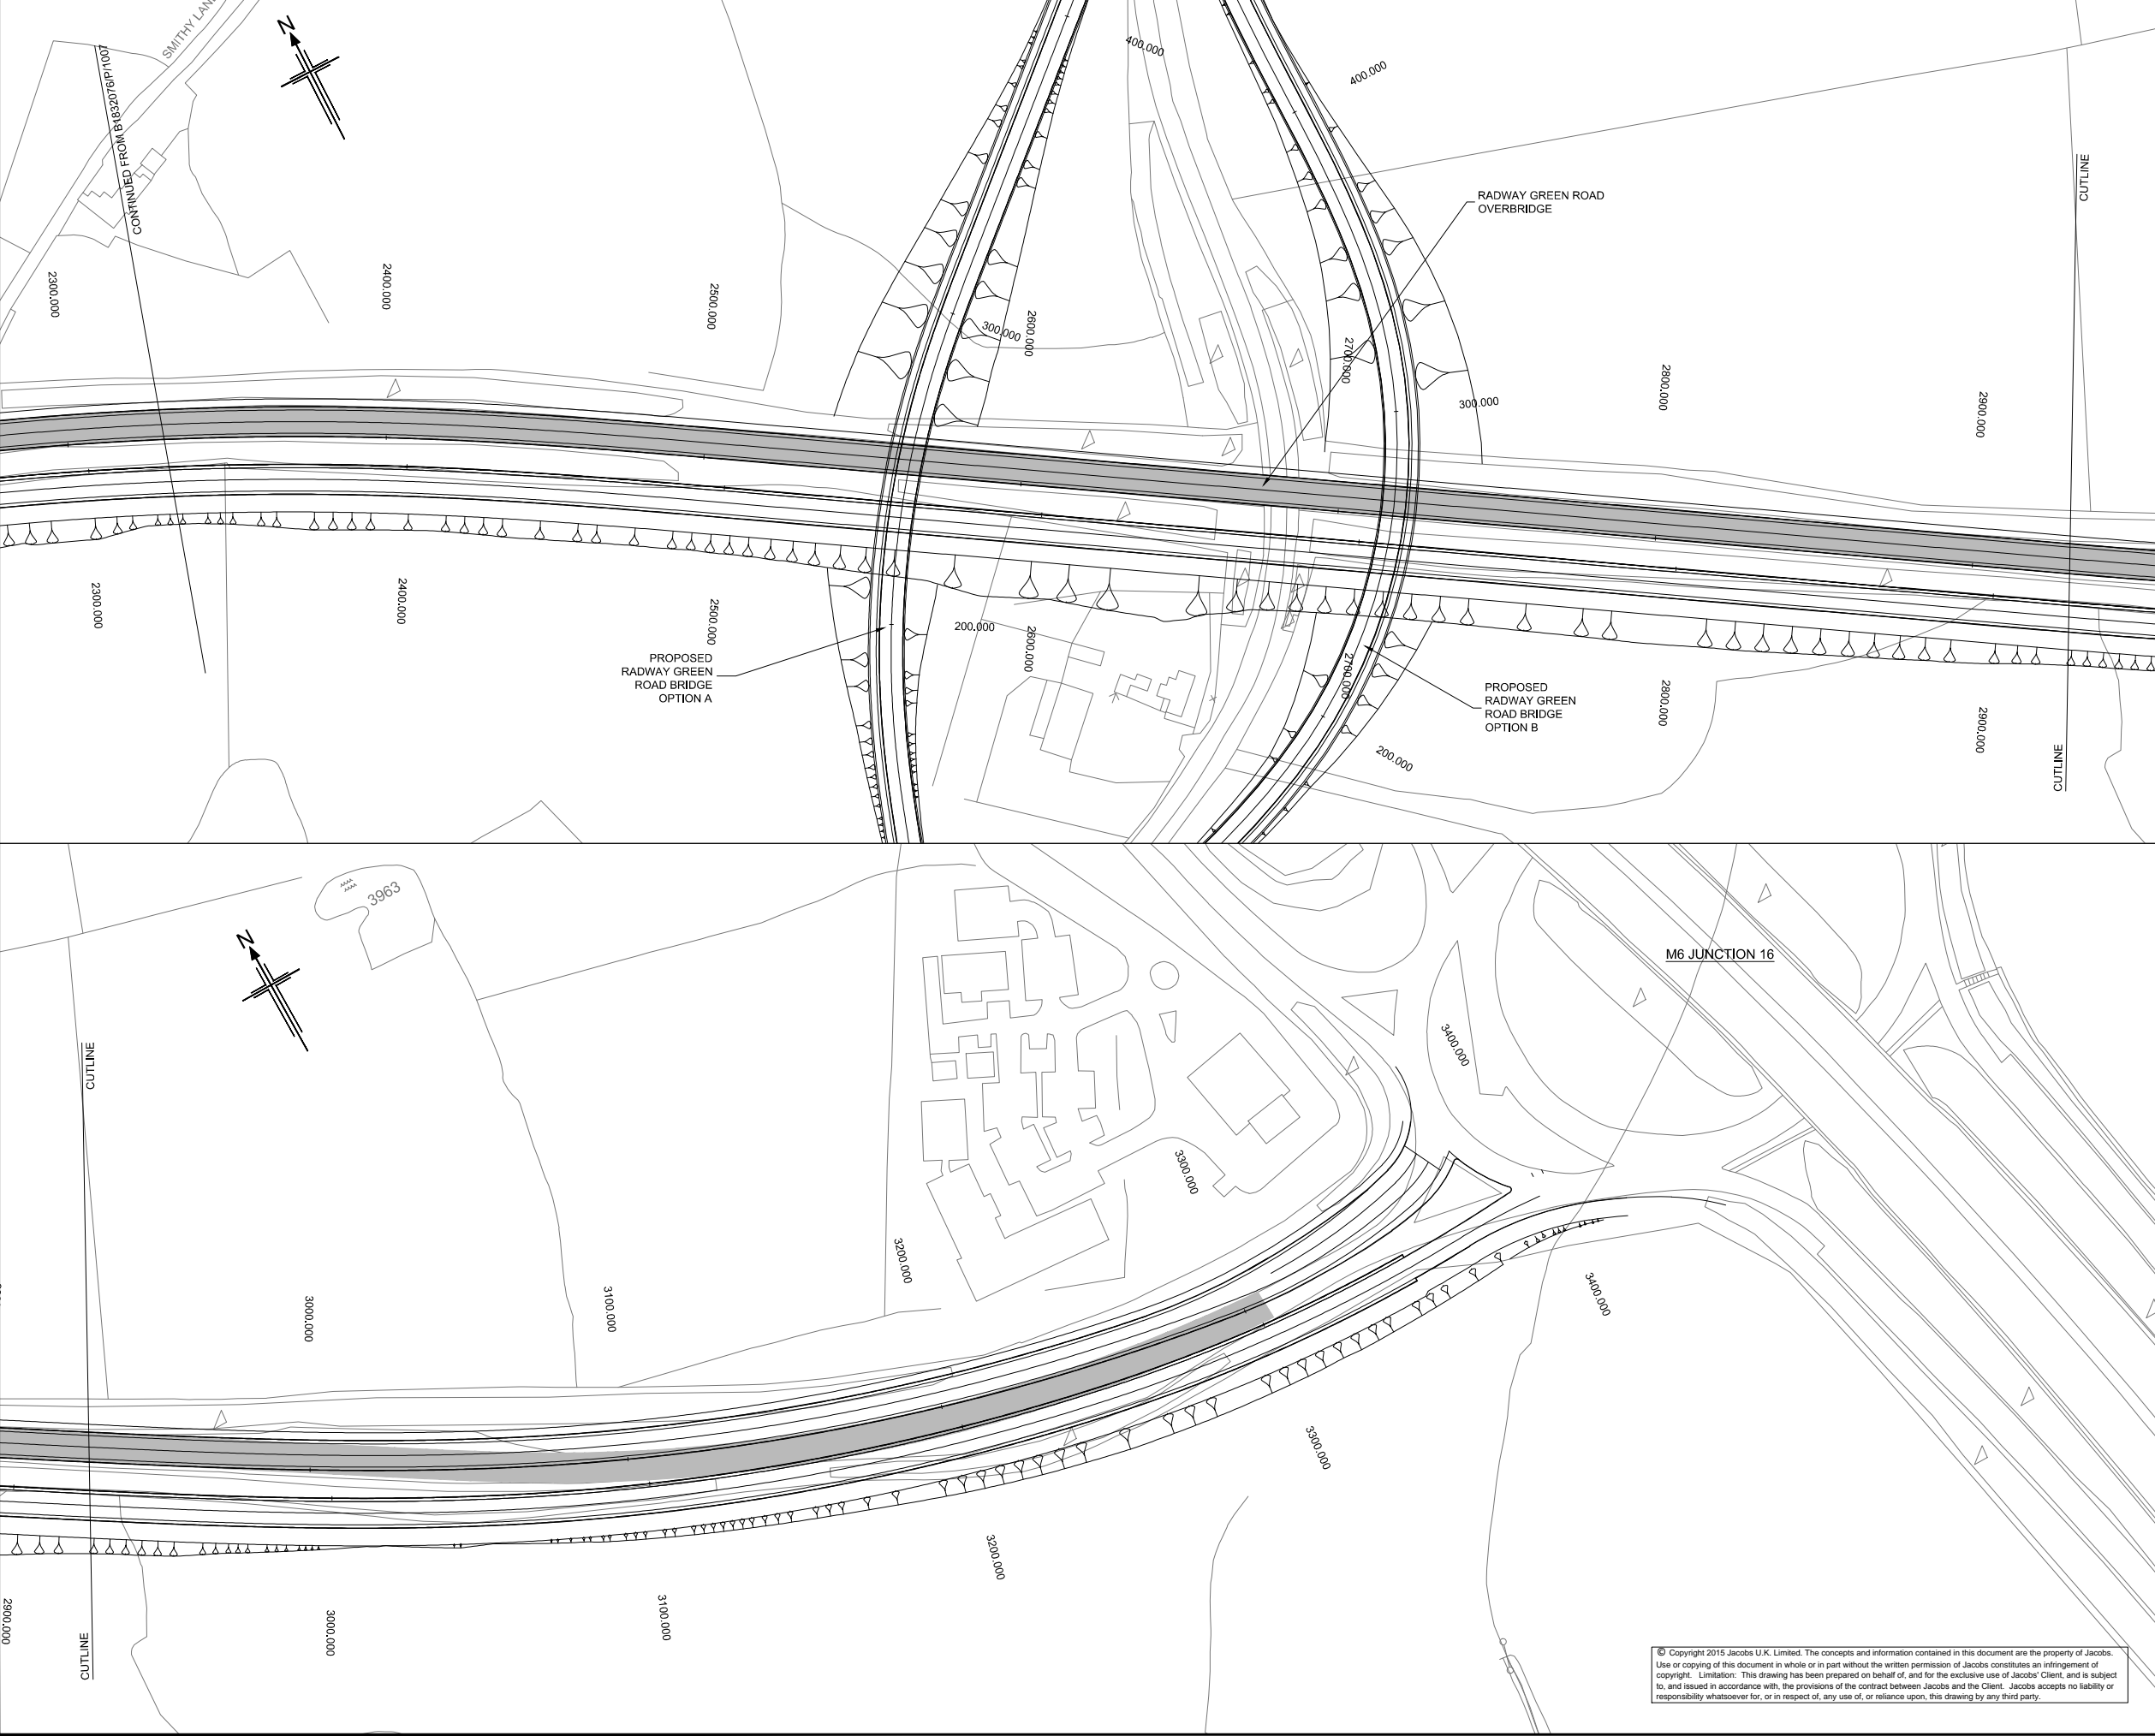 SMITHY LAN
N
CONTINUED FROM B1832076/P/1007
400.000
400.000
CUTLINE
RADWAY GREEN ROAD
OVERBRIDGE
2300.000
2400.000
2500.000
2600.000
300.000
2700.000
2800.000
2900.000
300.000
2300.000
2400.000
2500.000
200.000
2600.000
2700.000
2800.000
2900.000
PROPOSED
RADWAY GREEN
ROAD BRIDGE
OPTION A
PROPOSED
RADWAY GREEN
ROAD BRIDGE
OPTION B
200.000
CUTLINE
3963
N
M6 JUNCTION 16
CUTLINE
3400.000
3300.000
3200.000
3000.000
3100.000
3400.000
3300.000
3200.000
3100.000
3000.000
2900.000
CUTLINE
© Copyright 2015 Jacobs U.K. Limited. The concepts and information contained in this document are the property of Jacobs.
Use or copying of this document in whole or in part without the written permission of Jacobs constitutes an infringement of
copyright. Limitation: This drawing has been prepared on behalf of, and for the exclusive use of Jacobs' Client, and is subject
to, and issued in accordance with, the provisions of the contract between Jacobs and the Client. Jacobs accepts no liability or
responsibility whatsoever for, or in respect of, any use of, or reliance upon, this drawing by any third party.